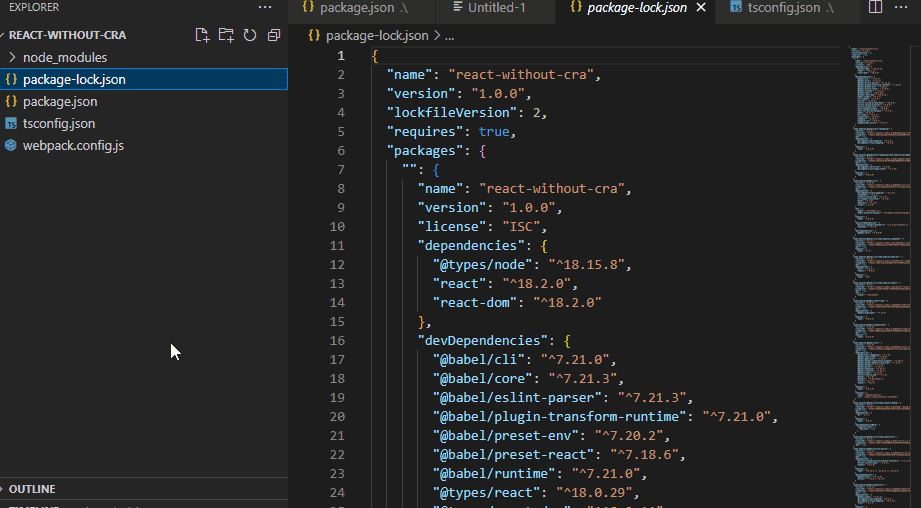 EXPLORER
REACT-WITHOUT-CRA
node_modules
package-lock.json
package.json
tsconfig.json
webpack.config.js
OUTLINE
package.json .\
Untitled-1
package-lock.json
tsconfig.json .\
package-lock.json > ...
1 {
2 "name": "react-without-cra",
3 "version": "1.0.0",
4 "lockfileVersion": 2,
5 "requires": true,
6 "packages": {
7 "": {
8 "name": "react-without-cra",
9 "version": "1.0.0",
10 "license": "ISC",
11 "dependencies": {
12 "@types/node": "^18.15.8",
13 "react": "^18.2.0",
14 "react-dom": "^18.2.0"
15 },
16 "devDependencies": {
17 "@babel/cli": "^7.21.0",
18 "@babel/core": "^7.21.3",
19 "@babel/eslint-parser": "^7.21.3",
20 "@babel/plugin-transform-runtime": "^7.21.0",
21 "@babel/preset-env": "^7.20.2",
22 "@babel/preset-react": "^7.18.6",
23 "@babel/runtime": "^7.21.0",
24 "@types/react": "^18.0.29",